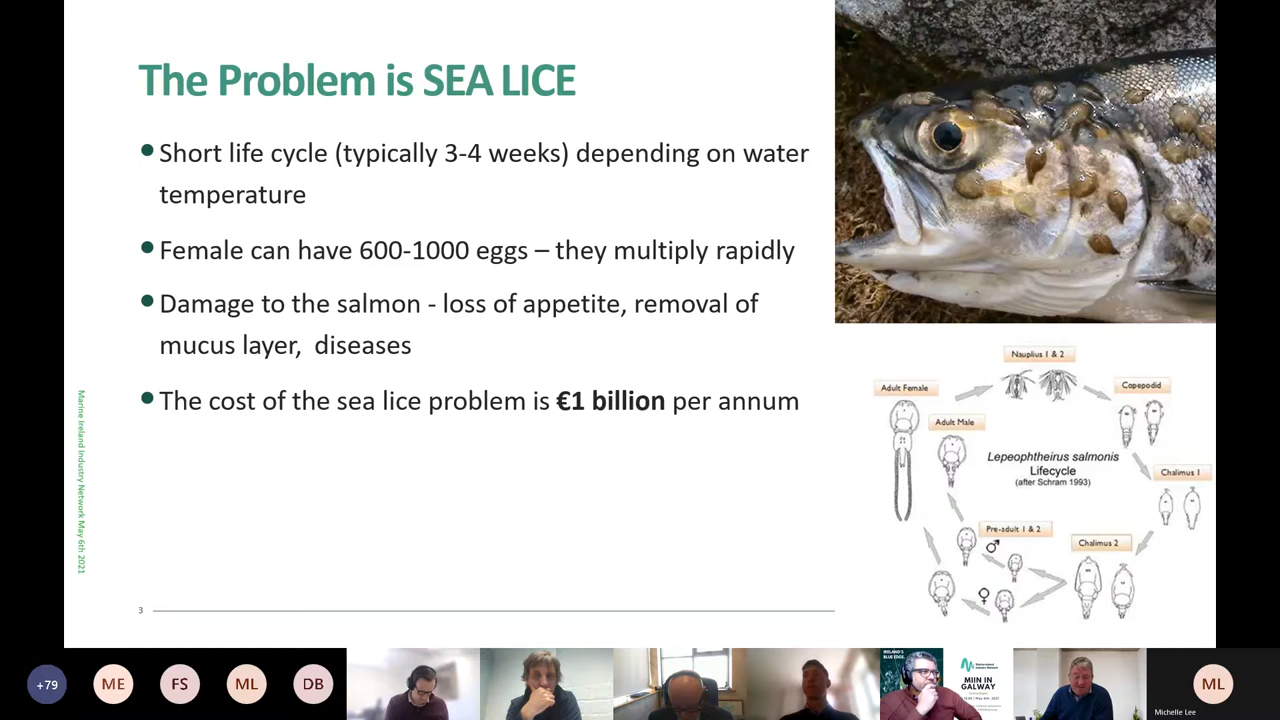 The Problem is SEA LICE
Short life cycle (typically 3-4 weeks) depending on water
temperature
Female can have 600-1000 eggs – they multiply rapidly
Damage to the salmon - loss of appetite, removal of
mucus layer,  diseases
The cost of the sea lice problem is €1 billion per annum
Marine Ireland Industry Network May 6th 2021
3
Nauplius 1 & 2
Adult Female
Copepodid
Adult Male
Lepeophtheirus salmonis
Lifecycle
(after Schram 1993)
Chalimus 1
Pre-adult 1 & 2
Chalimus 2
♂
♀
+79
ME
FS
ML
DB
IRELAND'S
BLUE EDGE.
Marine Ireland
Industry Network
MIIN IN
GALWAY
ML
Michelle Lee